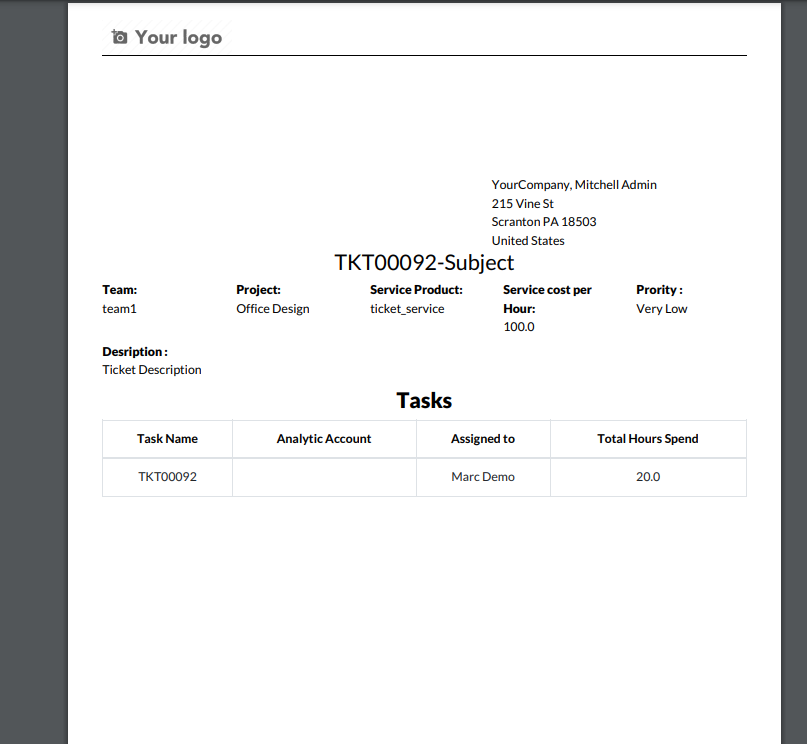 Your logo
YourCompany, Mitchell Admin
215 Vine St
Scranton PA 18503
United States
TKT00092-Subject
Team:
team1
Project:
Office Design
Service Product:
ticket_service
Service cost per
Hour:
100.0
Prority :
Very Low
Desription :
Ticket Description
Tasks
Task Name Analytic Account Assigned to Total Hours Spend
TKT00092 Marc Demo 20.0